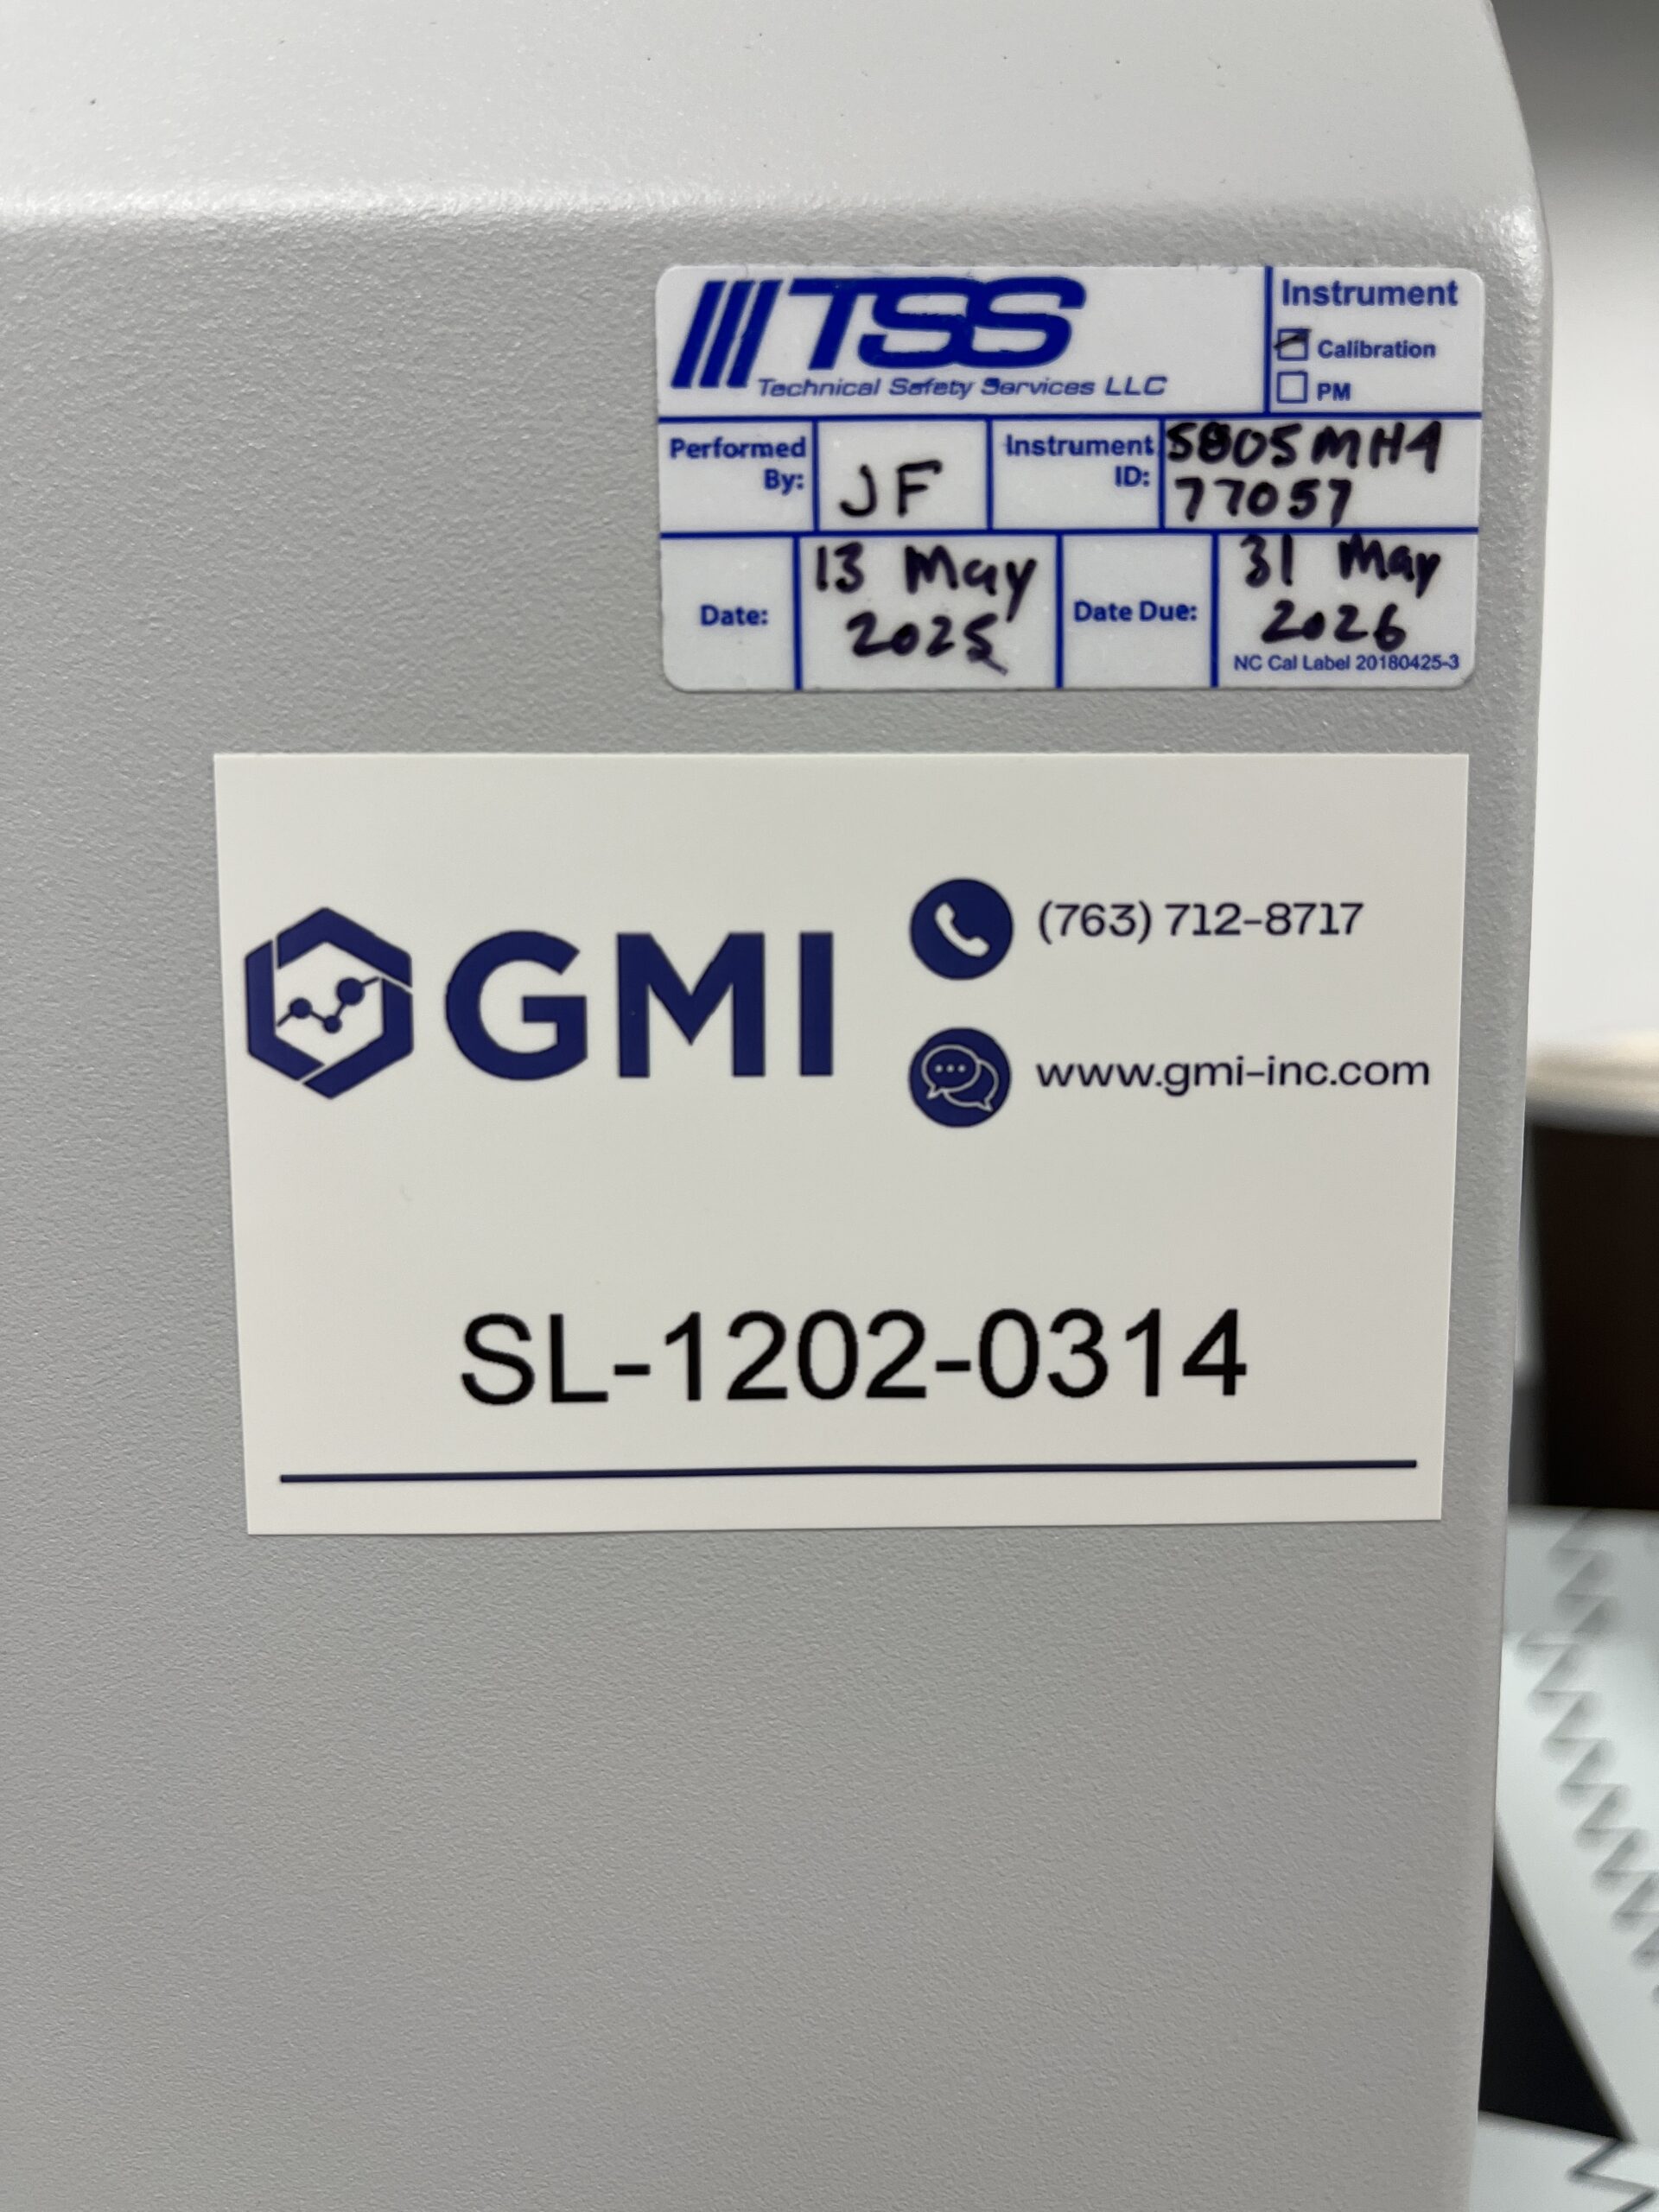 TSS
Technical Safety Services LLC
Instrument
Calibration
PM
Performed By:
JF
Instrument ID:
5805MH9
77057
Date:
13 May
2025
Date Due:
31 May
2026
NC Cal Label 20180425-3
GMI
(763) 712-8717
www.gmi-inc.com
SL-1202-0314